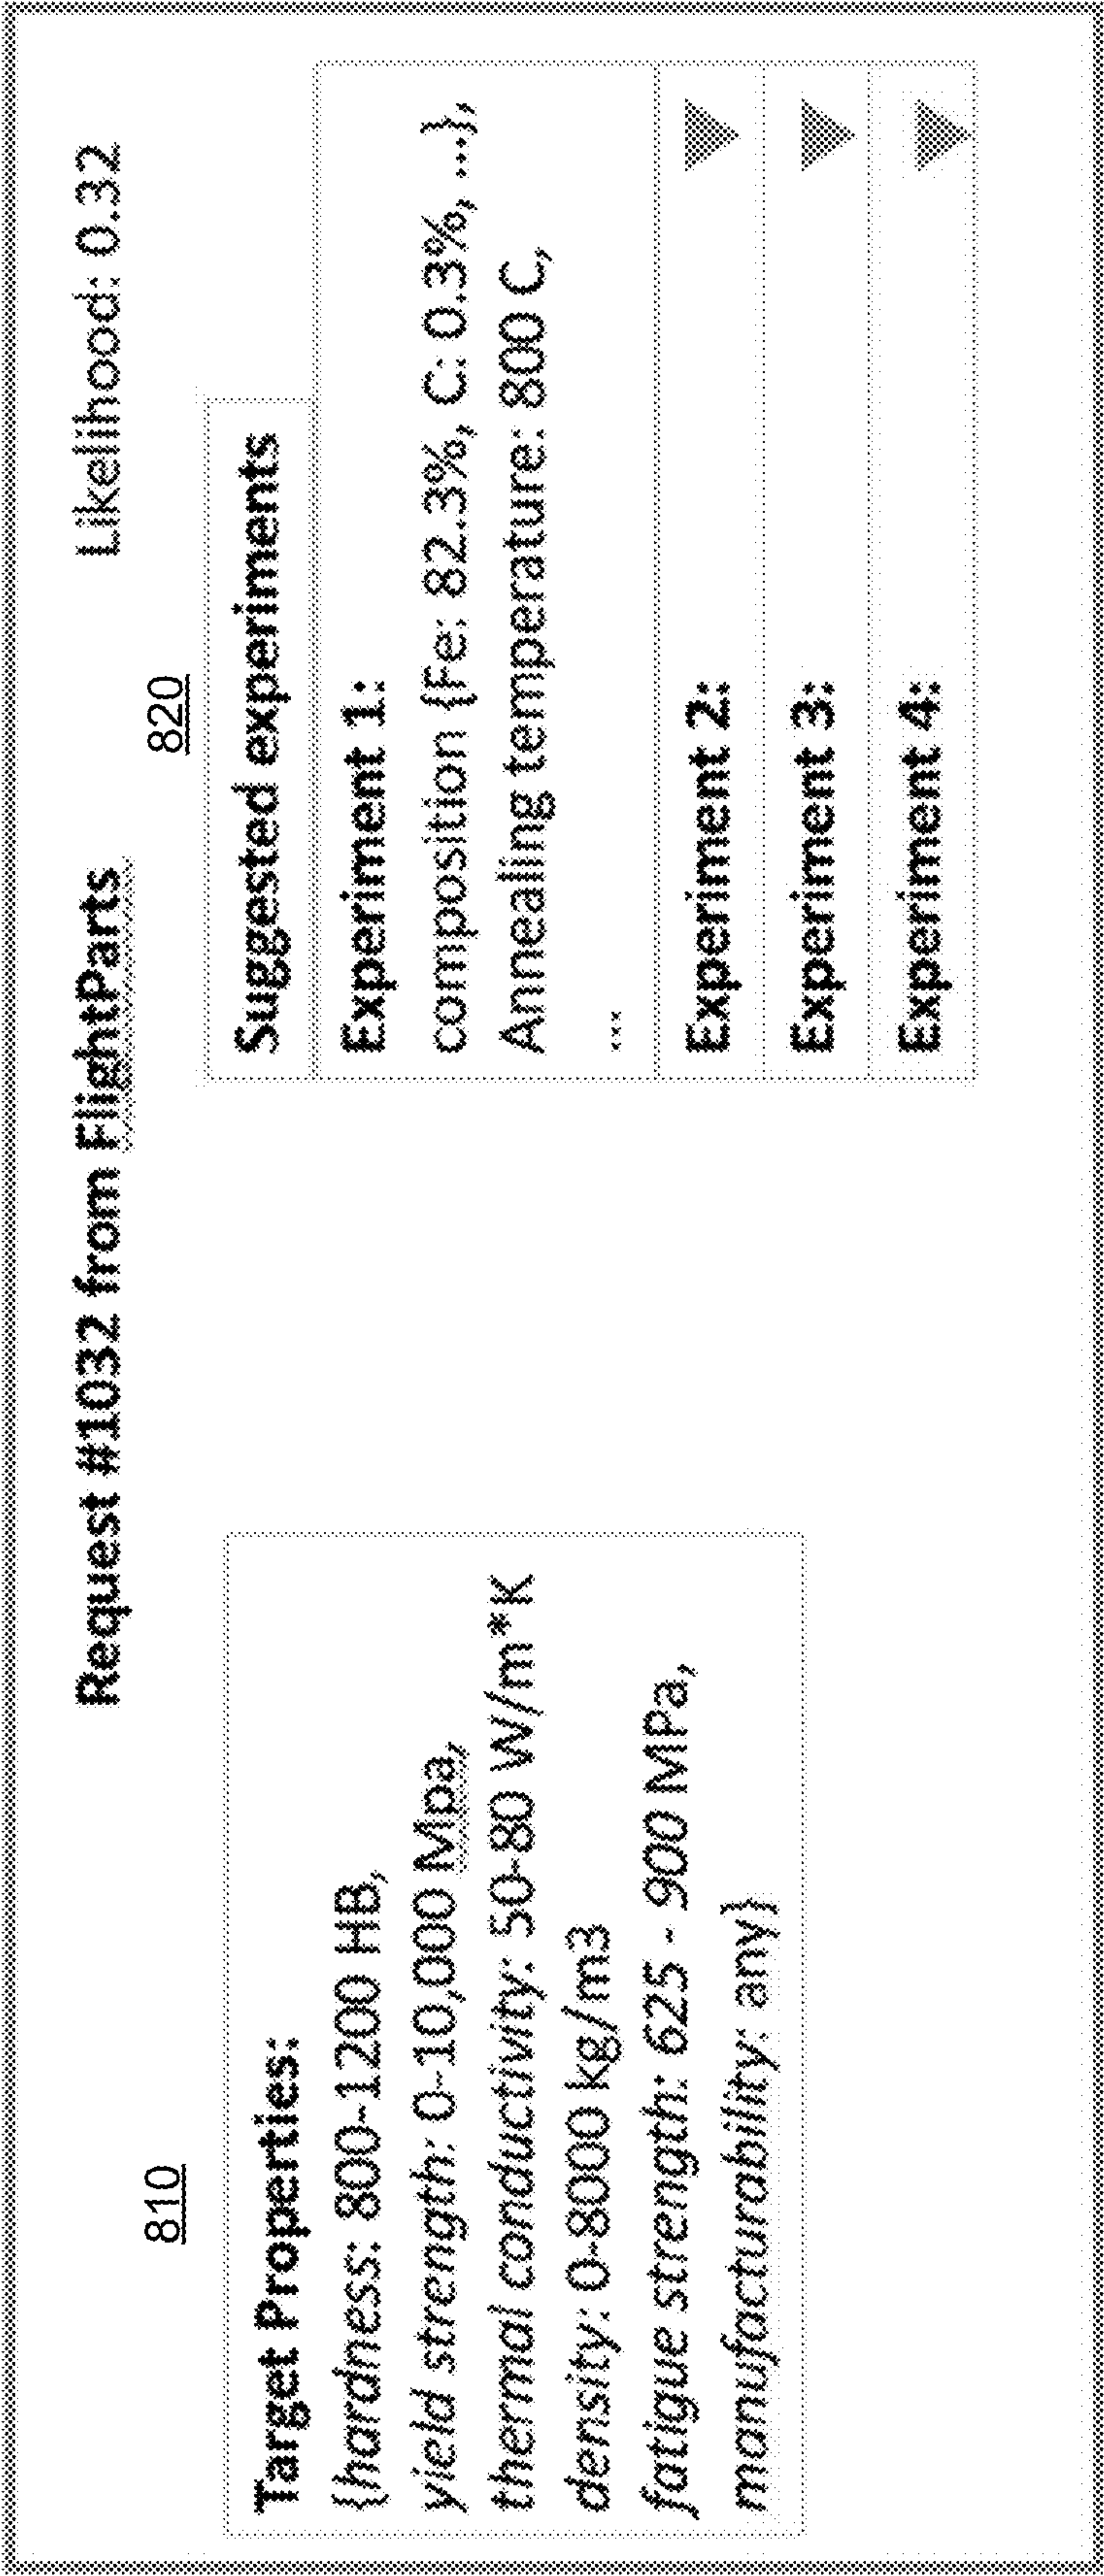 Request #1032 from FlightParts
Likelihood: 0.32
810
Target Properties:
{hardness: 800-1200 HB,
yield strength: 0-10,000 Mpa,
thermal conductivity: 50-80 W/m*K
density: 0-8000 kg/m3
fatigue strength: 625 - 900 MPa,
manufacturability: any}
820
Suggested experiments
Experiment 1:
composition {Fe: 82.3%, C: 0.3%, ...},
Annealing temperature: 800 C,
...
Experiment 2:
Experiment 3:
Experiment 4: